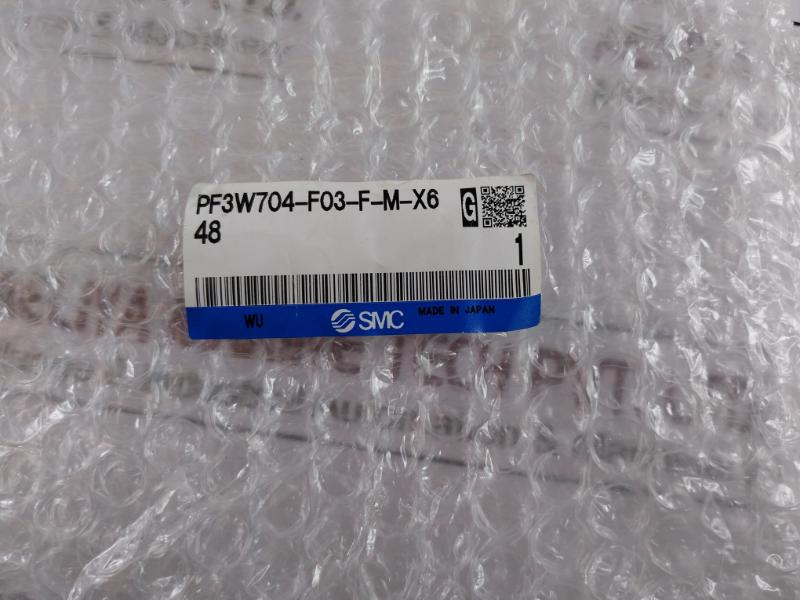 PF3W704-F03-F-M-X6
48
G
1
WU
SMC
MADE IN JAPAN